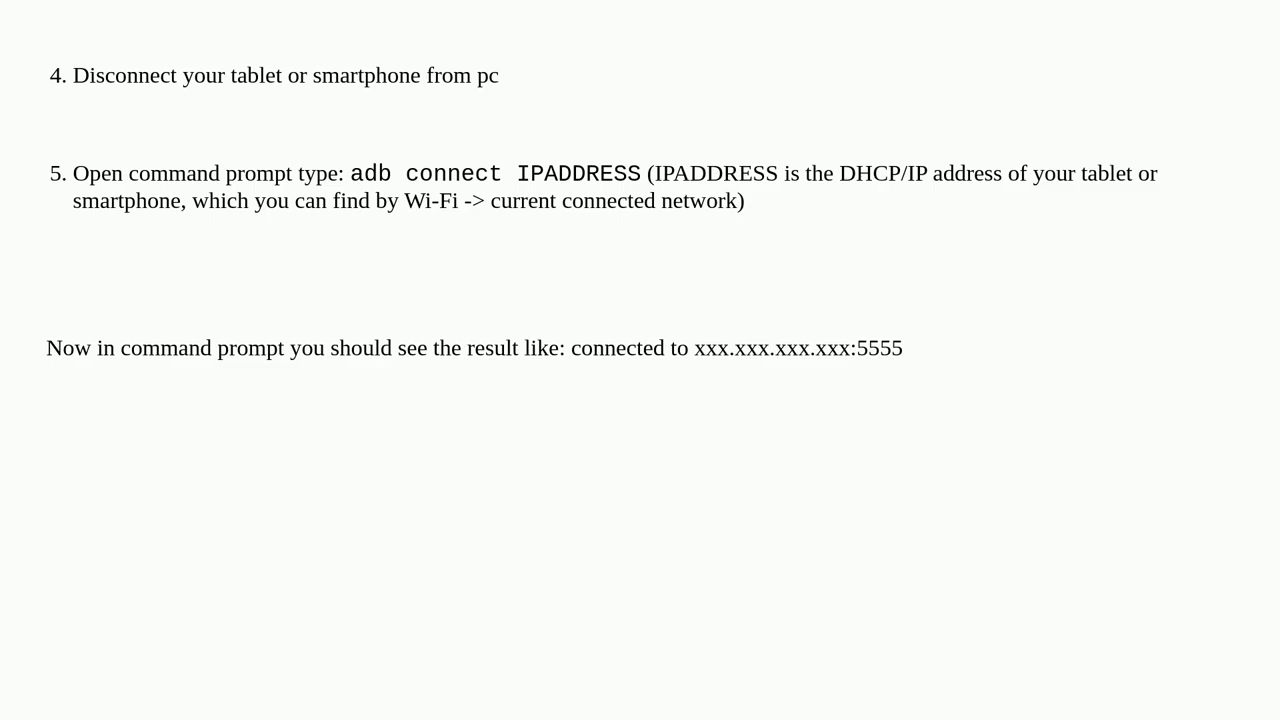 4. Disconnect your tablet or smartphone from pc
5. Open command prompt type: adb connect IPADDRESS (IPADDRESS is the DHCP/IP address of your tablet or
smartphone, which you can find by Wi-Fi -> current connected network)
Now in command prompt you should see the result like: connected to xxx.xxx.xxx.xxx:5555